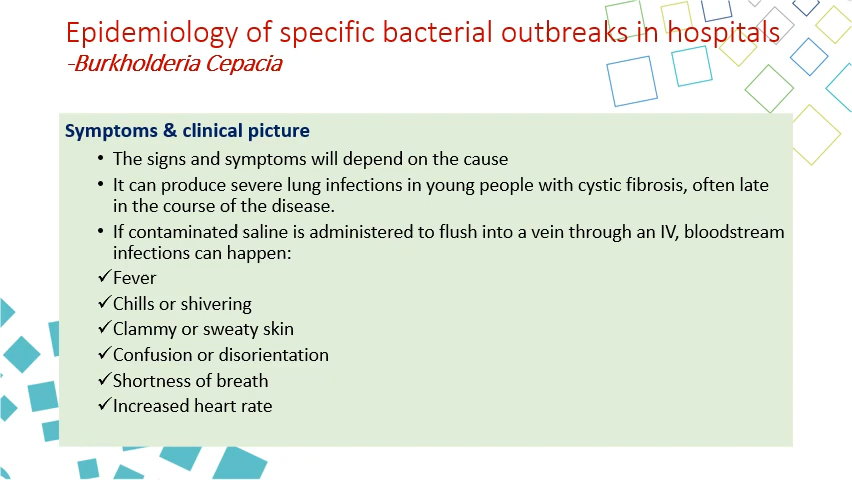 Epidemiology of specific bacterial outbreaks in hospitals
-Burkholderia Cepacia
Symptoms & clinical picture
• The signs and symptoms will depend on the cause
• It can produce severe lung infections in young people with cystic fibrosis, often late
in the course of the disease.
• If contaminated saline is administered to flush into a vein through an IV, bloodstream
infections can happen:
✓Fever
✓Chills or shivering
✓Clammy or sweaty skin
✓Confusion or disorientation
✓Shortness of breath
✓Increased heart rate